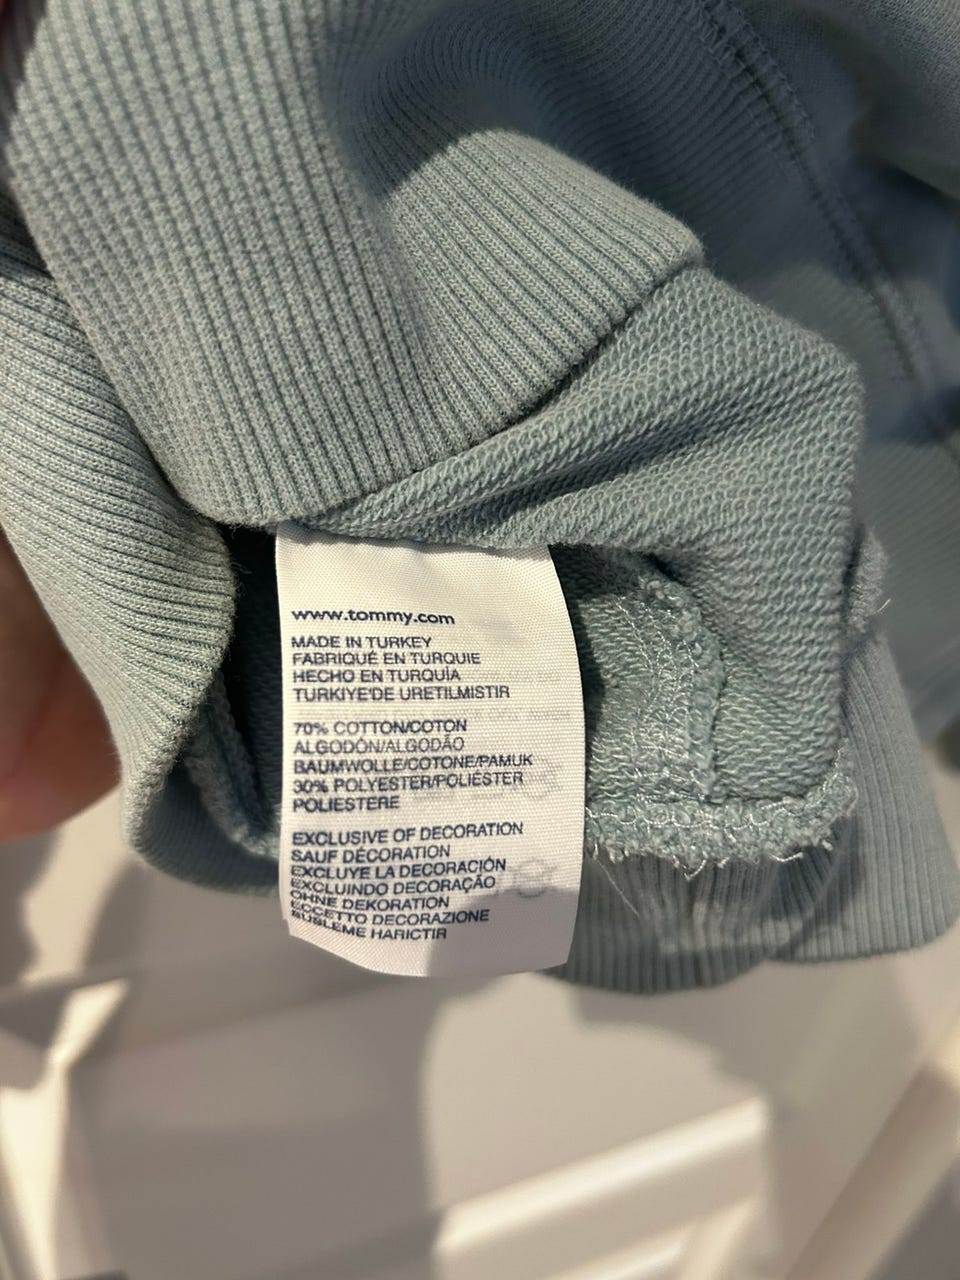 www.tommy.com
MADE IN TURKEY
FABRIQUÉ EN TURQUIE
HECHO EN TURQUÍA
TURKIYE'DE URETILMISTIR
70% COTTON/COTON
ALGODÓN/ALGODÃO
BAUMWOLLE/COTONE/PAMUK
30% POLYESTER/POLIÉSTER
POLIESTERE
EXCLUSIVE OF DECORATION
SAUF DÉCORATION
EXCLUYE LA DECORACIÓN
EXCLUINDO DECORAÇÃO
OHNE DEKORATION
ECCETTO DECORAZIONE
SUSLEME HARICTIR